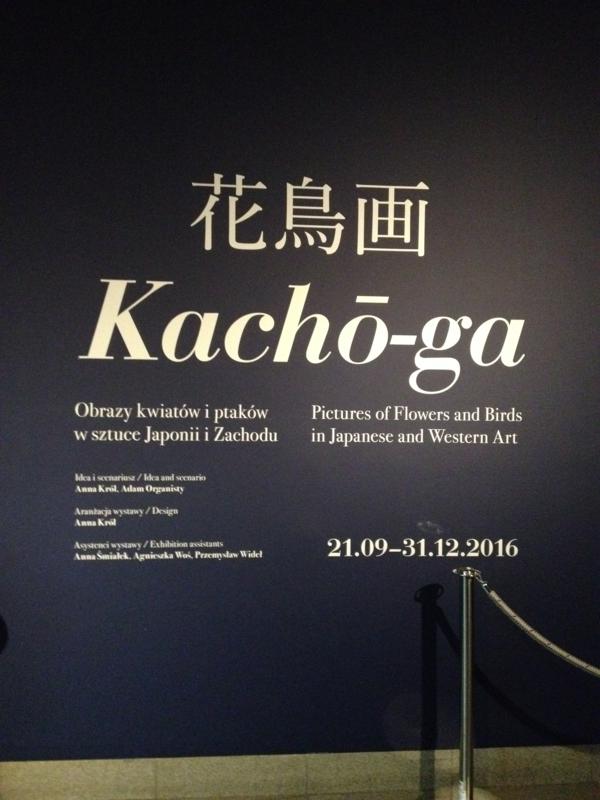 花鳥画
Kachō-ga
Obrazy kwiatów i ptaków
w sztuce Japonii i Zachodu
Pictures of Flowers and Birds
in Japanese and Western Art
Idea i scenariusz / Idea and scenario
Anna Król, Adam Organisty
Aranżacja wystawy / Design
Anna Król
Asystenci wystawy / Exhibition assistants
Anna Śmiałek, Agnieszka Woś, Przemysław Wideł
21.09–31.12.2016